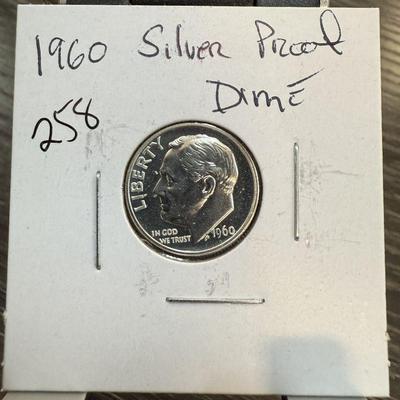 1960 Silver Proof
DIME
258
LIBERTY
IN GOD
WE TRUST
1960